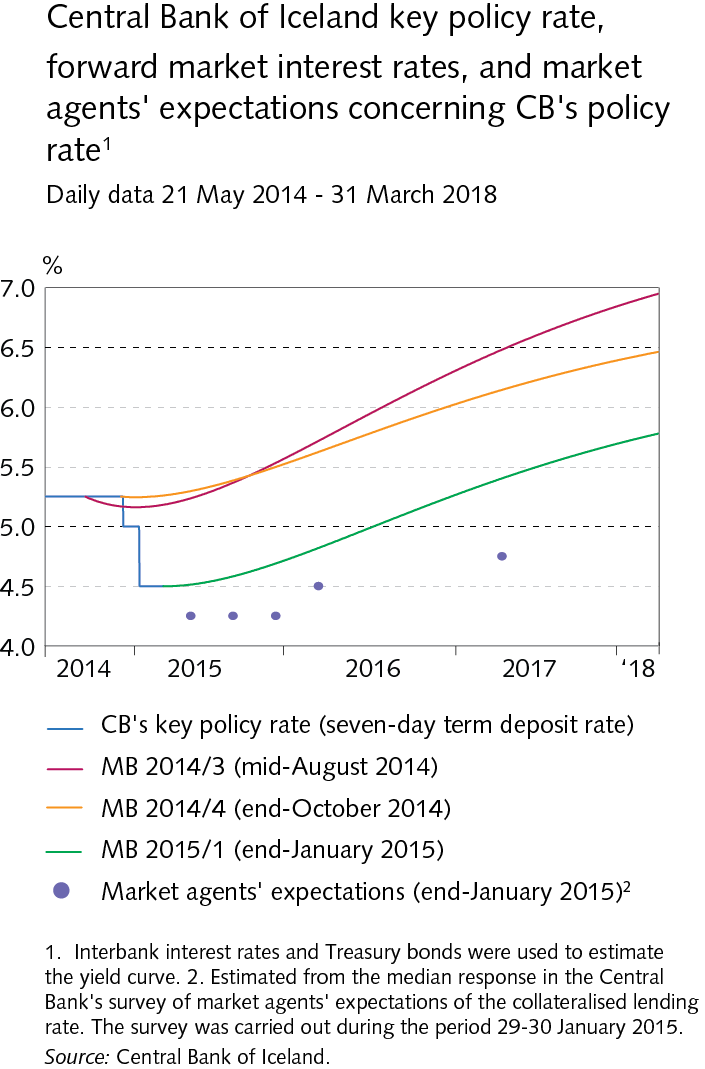 Central Bank of Iceland key policy rate,
forward market interest rates, and market
agents' expectations concerning CB's policy
rate¹
Daily data 21 May 2014 - 31 March 2018
%
7.0
6.5
6.0
5.5
5.0
4.5
4.0
2014 2015 2016 2017 ‘18
CB's key policy rate (seven-day term deposit rate)
MB 2014/3 (mid-August 2014)
MB 2014/4 (end-October 2014)
MB 2015/1 (end-January 2015)
Market agents' expectations (end-January 2015)²
1. Interbank interest rates and Treasury bonds were used to estimate
the yield curve. 2. Estimated from the median response in the Central
Bank's survey of market agents' expectations of the collateralised lending
rate. The survey was carried out during the period 29-30 January 2015.
Source: Central Bank of Iceland.